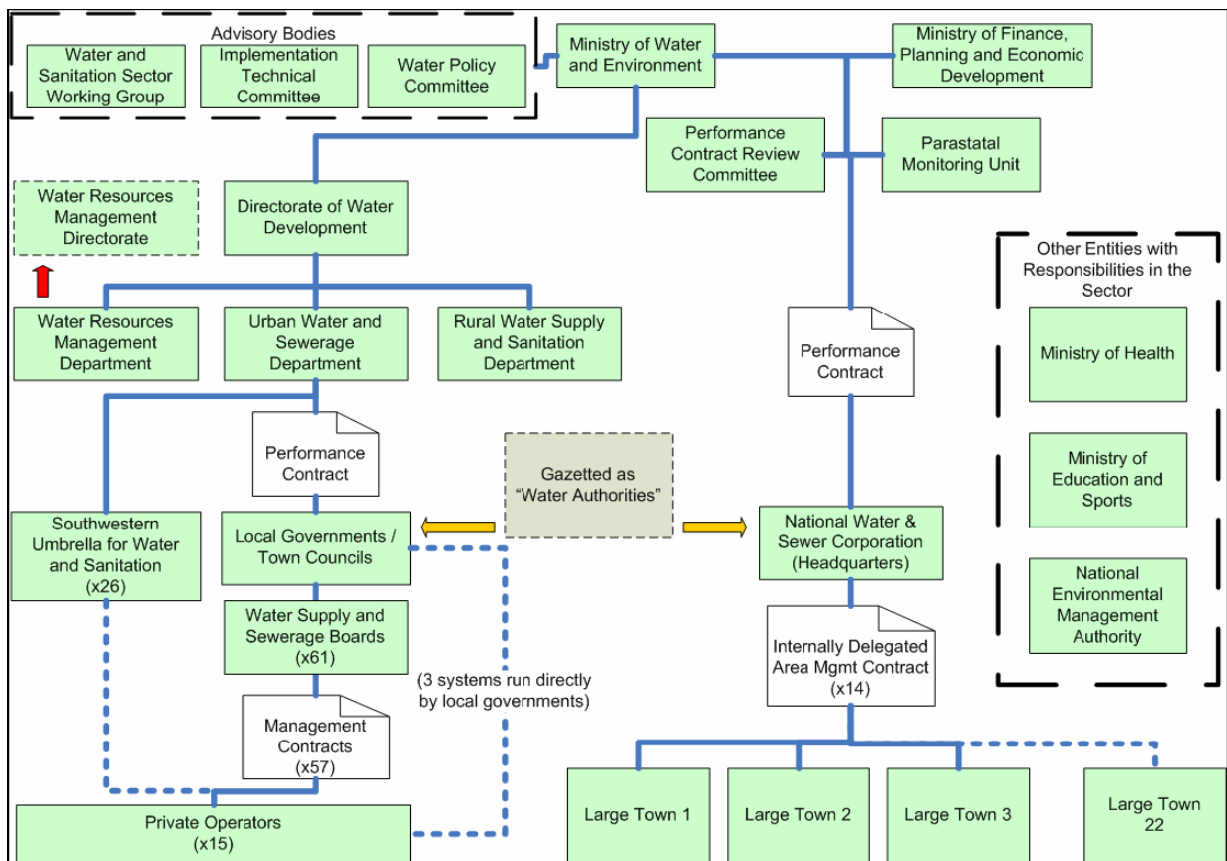 Advisory Bodies
Water and
Sanitation Sector
Working Group
Implementation
Technical
Committee
Water Policy
Committee
Ministry of Water
and Environment
Ministry of Finance,
Planning and Economic
Development
Performance
Contract Review
Committee
Parastatal
Monitoring Unit
Water Resources
Management
Directorate
Directorate of Water
Development
Other Entities with
Responsibilities in the
Sector
Water Resources
Management
Department
Urban Water and
Sewerage
Department
Rural Water Supply
and Sanitation
Department
Performance
Contract
Ministry of Health
Performance
Contract
Gazetted as
“Water Authorities”
Ministry of
Education and
Sports
Southwestern
Umbrella for Water
and Sanitation
(x26)
Local Governments /
Town Councils
National Water &
Sewer Corporation
(Headquarters)
National
Environmental
Management
Authority
Water Supply and
Sewerage Boards
(x61)
(3 systems run directly
by local governments)
Internally Delegated
Area Mgmt Contract
(x14)
Management
Contracts
(x57)
Private Operators
(x15)
Large Town 1
Large Town 2
Large Town 3
Large Town
22